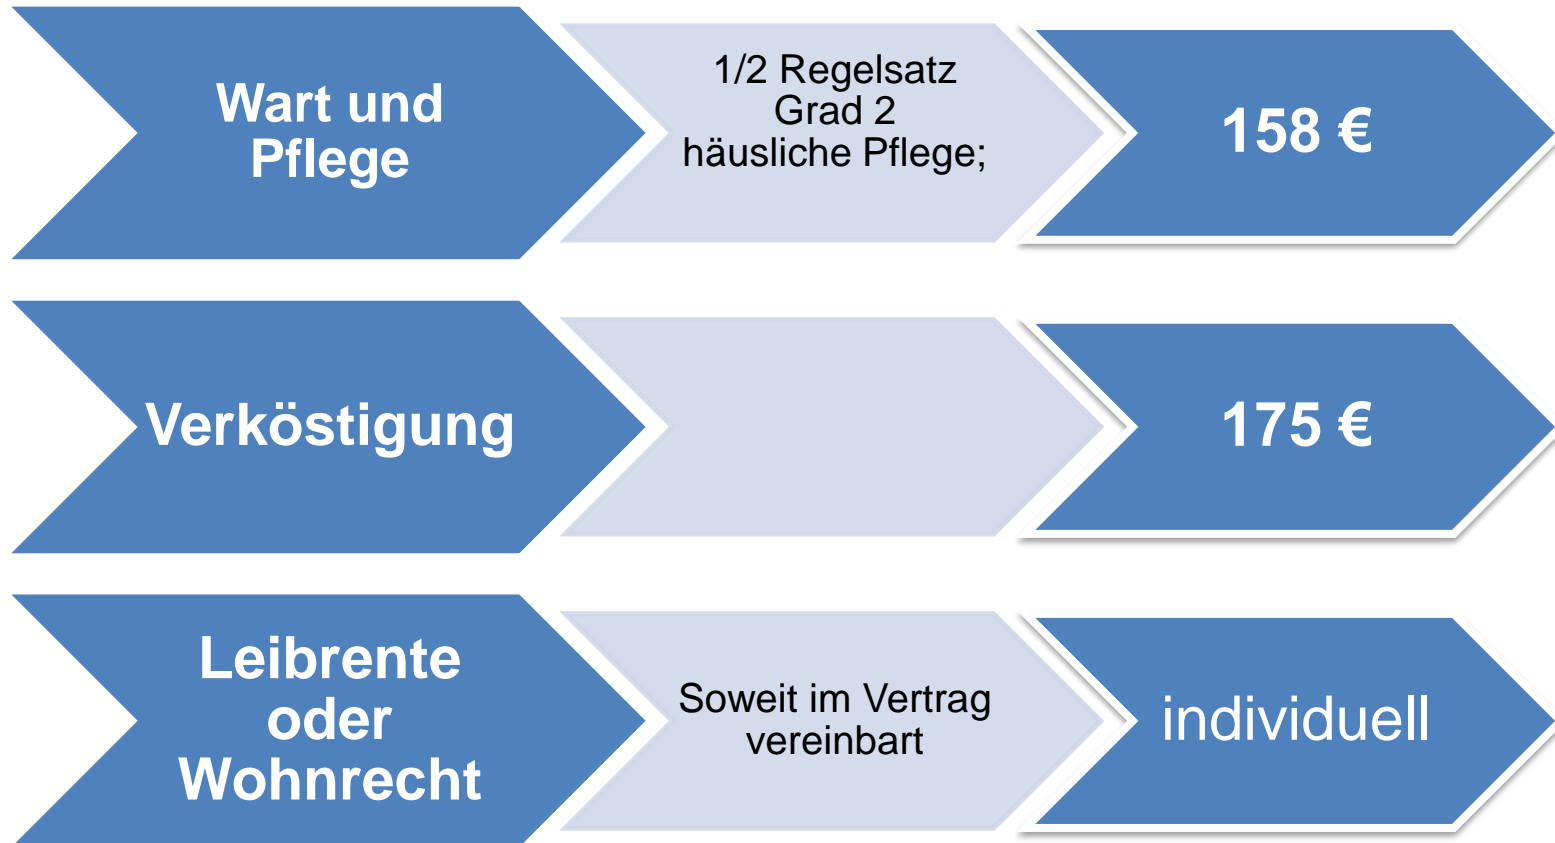 Wart und
Pflege
1/2 Regelsatz
Grad 2
häusliche Pflege;
158 €
Verköstigung
175 €
Leibrente
oder
Wohnrecht
Soweit im Vertrag
vereinbart
individuell